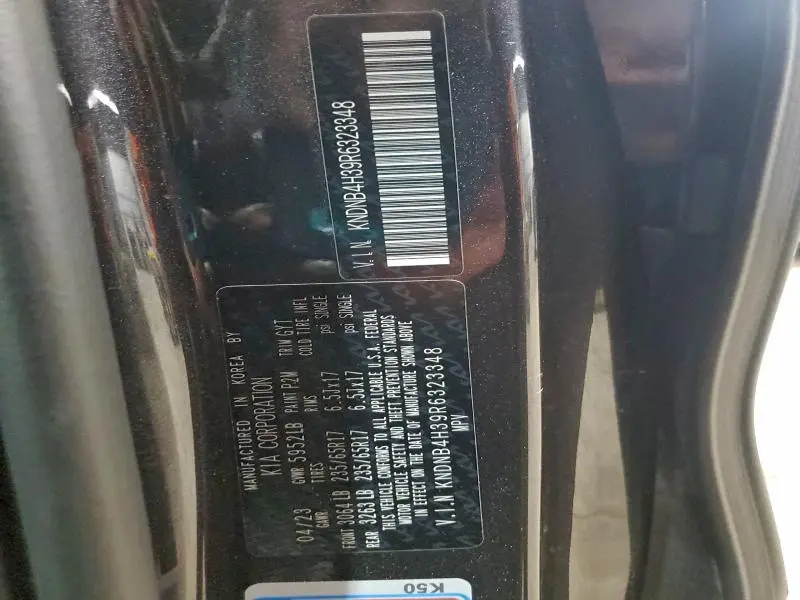 V.I.N. KNDNB4H39R6323348
MANUFACTURED IN KOREA BY
KIA CORPORATION
04/23 GVWR 5952LB PAINT P2M TRIM GYT
GAWR TIRES RIMS COLD TIRE INFL
FRONT 3064LB 235/65R17 6.5Jx17 psi SINGLE
REAR 3263LB 235/65R17 6.5Jx17 psi SINGLE
THIS VEHICLE CONFORMS TO ALL APPLICABLE U.S.A. FEDERAL
MOTOR VEHICLE SAFETY AND THEFT PREVENTION STANDARDS
IN EFFECT ON THE DATE OF MANUFACTURE SHOWN ABOVE
V.I.N KNDNB4H39R6323348
MPV
K50